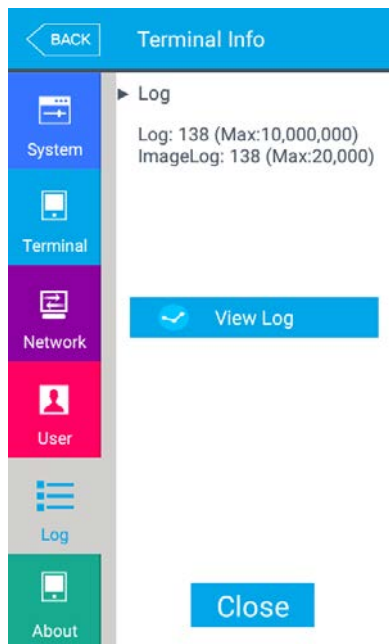 BACK
Terminal Info
System
Terminal
Network
User
Log
About
Log
Log: 138 (Max:10,000,000)
ImageLog: 138 (Max:20,000)
View Log
Close